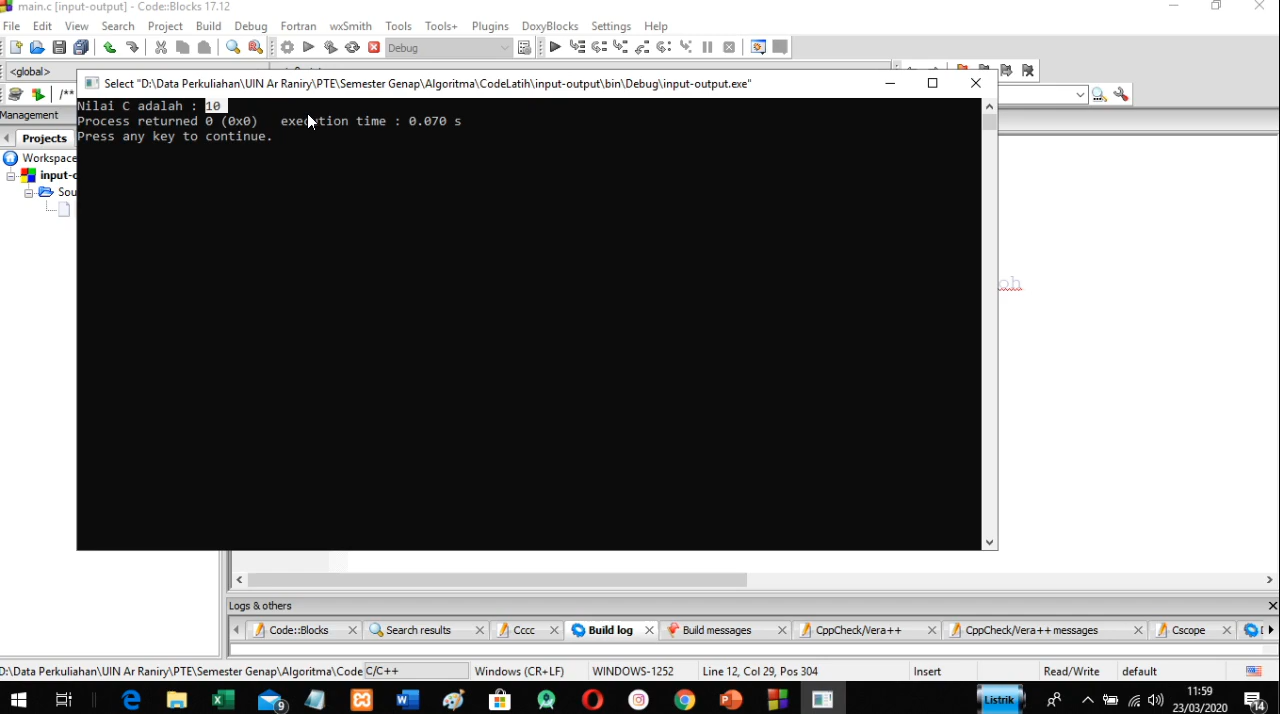 main.c [input-output] - Code::Blocks 17.12
File Edit View Search Project Build Debug Fortran wxSmith Tools Tools+ Plugins DoxyBlocks Settings Help
Debug
<global>
Select "D:\Data Perkuliahan\UIN Ar Raniry\PTE\Semester Genap\Algoritma\CodeLatih\input-output\bin\Debug\input-output.exe"
/**
Nilai C adalah : 10
Management
Process returned 0 (0x0) execution time : 0.070 s
Projects
Press any key to continue.
Workspace
input-o
Sou
ob
Logs & others
Code::Blocks Search results Cccc Build log Build messages CppCheck/Vera++ CppCheck/Vera++ messages Cscope
D:\Data Perkuliahan\UIN Ar Raniry\PTE\Semester Genap\Algoritma\Code C/C++ Windows (CR+LF) WINDOWS-1252 Line 12, Col 29, Pos 304 Insert Read/Write default
9 Listrik 11:59
23/03/2020 14